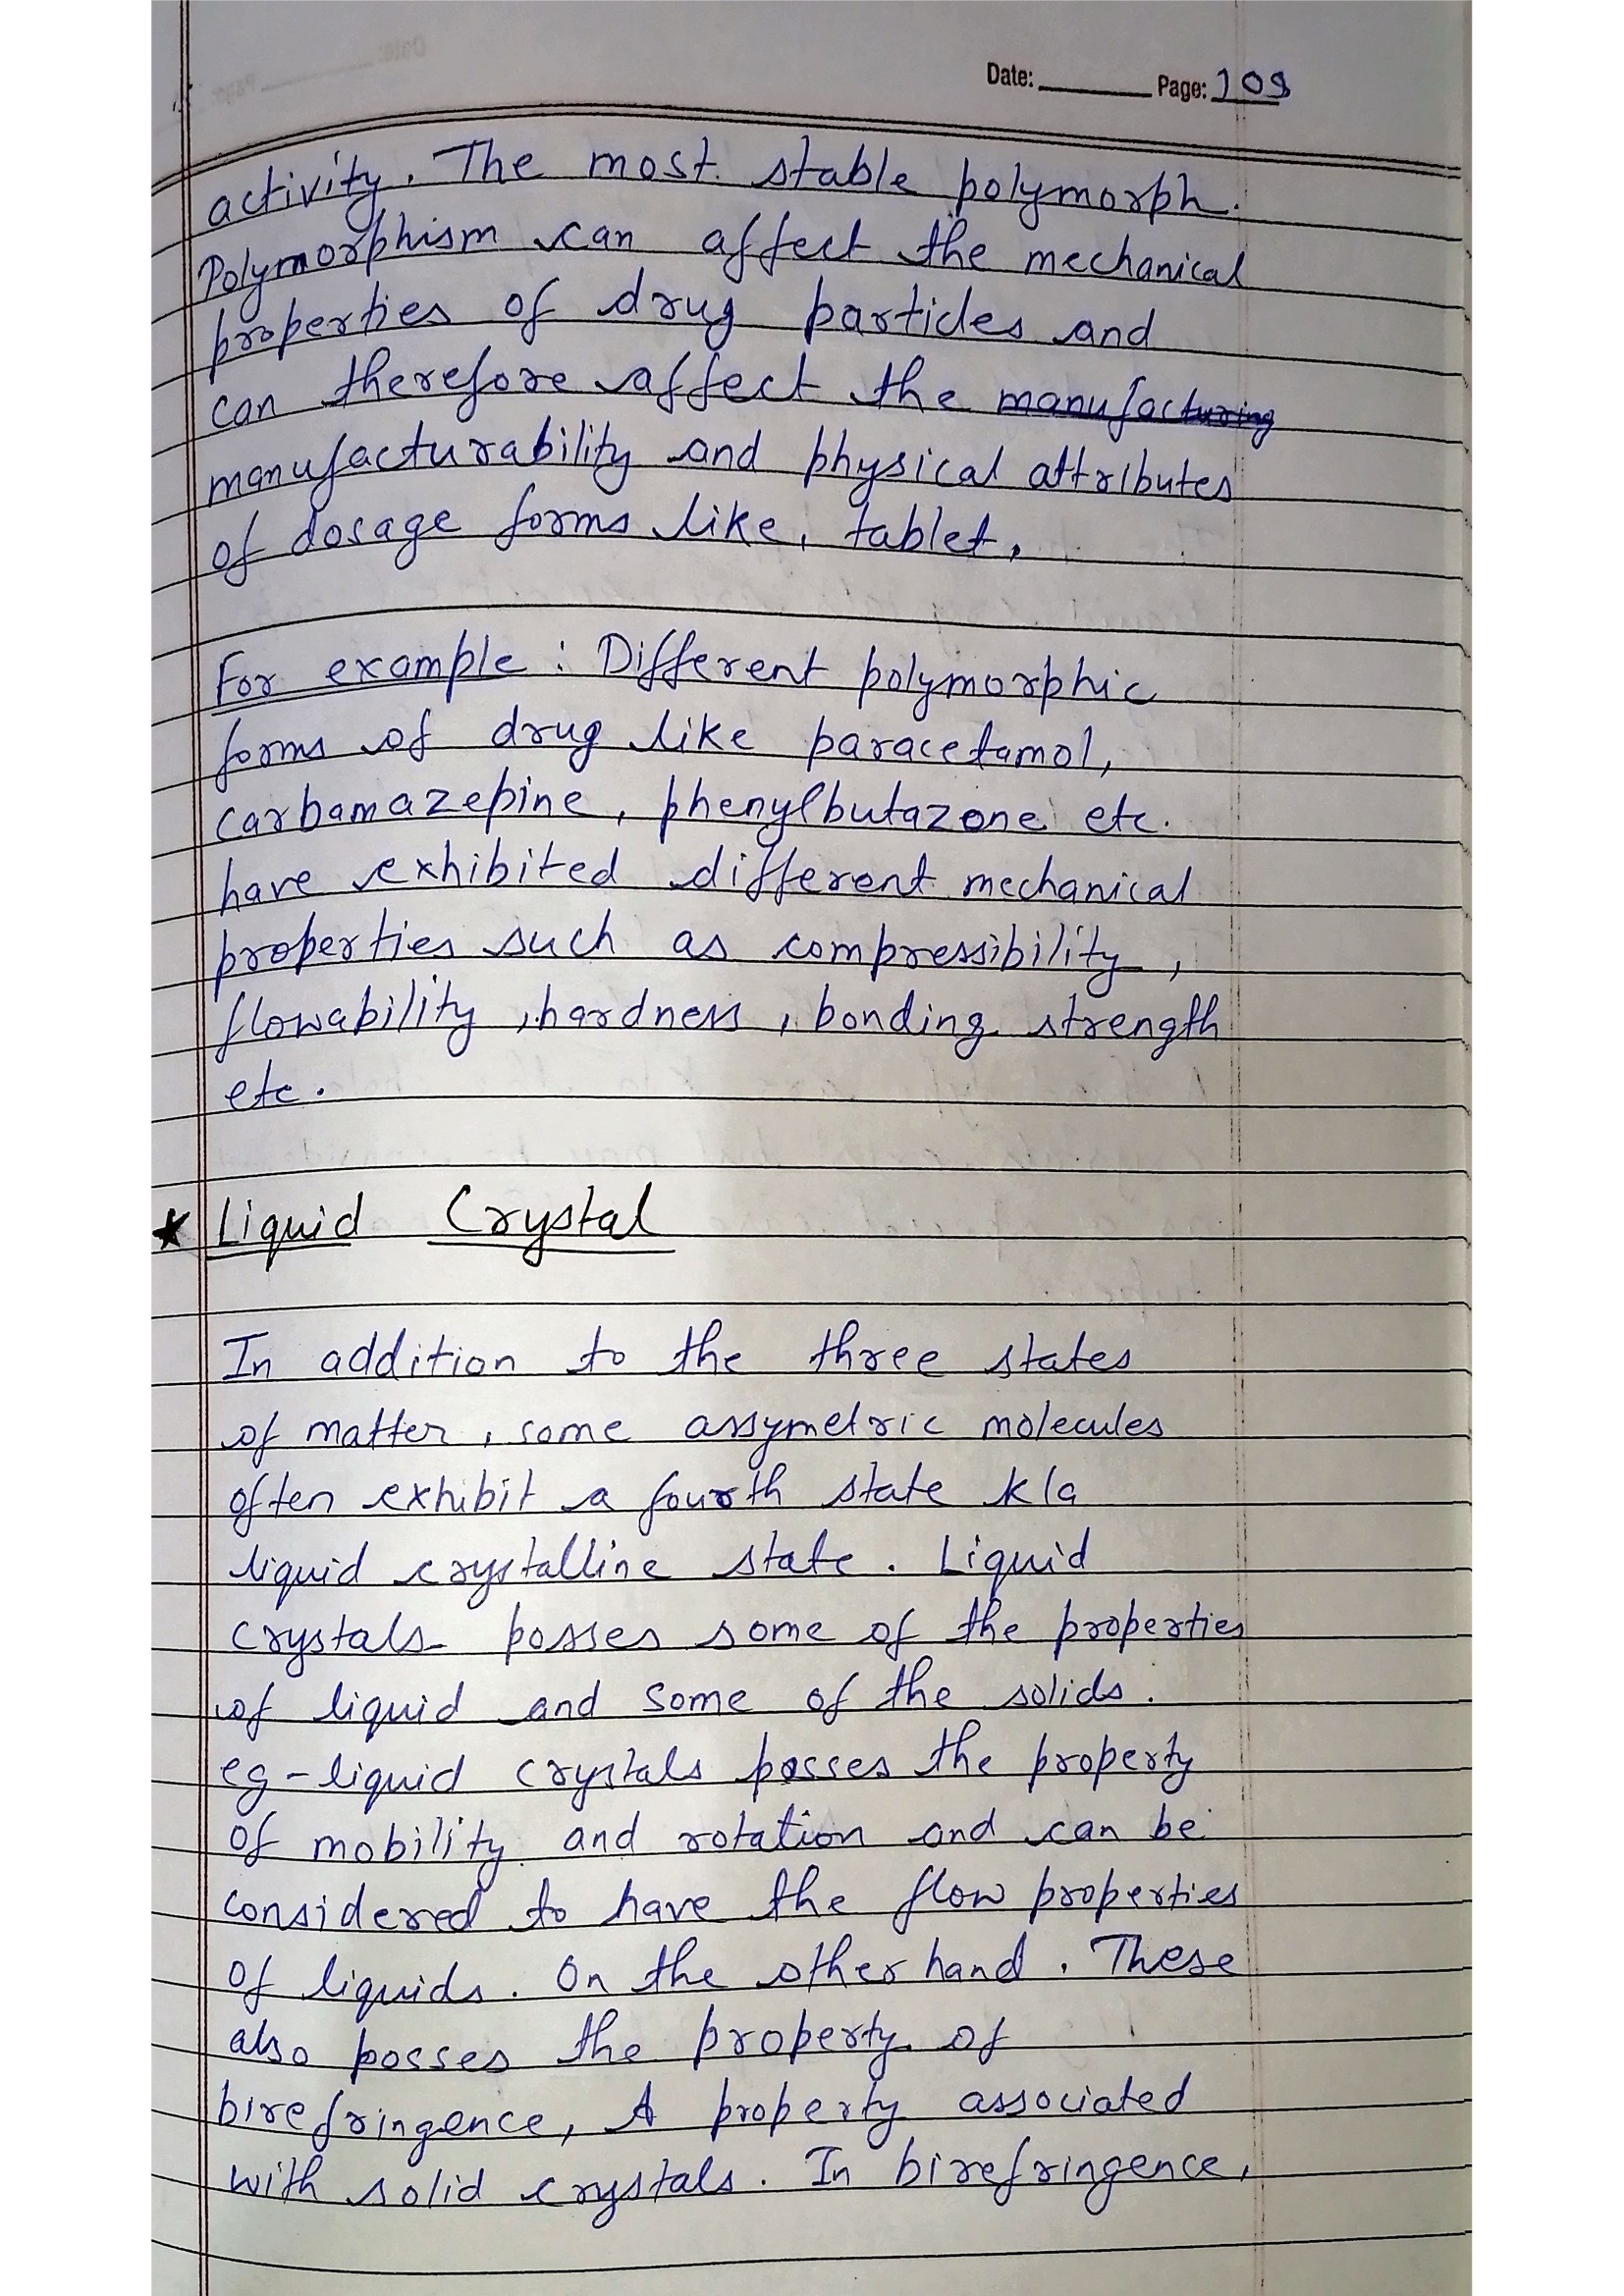 Date: Page: 109
activity. The most stable polymorph.
Polymorphism can affect the mechanical
properties of drug particles and
can therefore affect the manufacturing
manufacturability and physical attributes
of dosage forms like, tablet,
For example : Different polymorphic
forms of drug like paracetamol,
carbamazepine, phenylbutazone etc.
have exhibited different mechanical
properties such as compressibility,
flowability, hardness, bonding strength
etc.
* Liquid Crystal
In addition to the three states
of matter, some assymetric molecules
often exhibit a fourth state k/a
liquid crystalline state. Liquid
crystals posses some of the properties
of liquid and some of the solids.
eg - liquid crystals posses the property
of mobility and rotation and can be
considered to have the flow properties
of liquids. On the other hand. These
also posses the property of
birefringence, A property associated
with solid crystals. In birefringence,